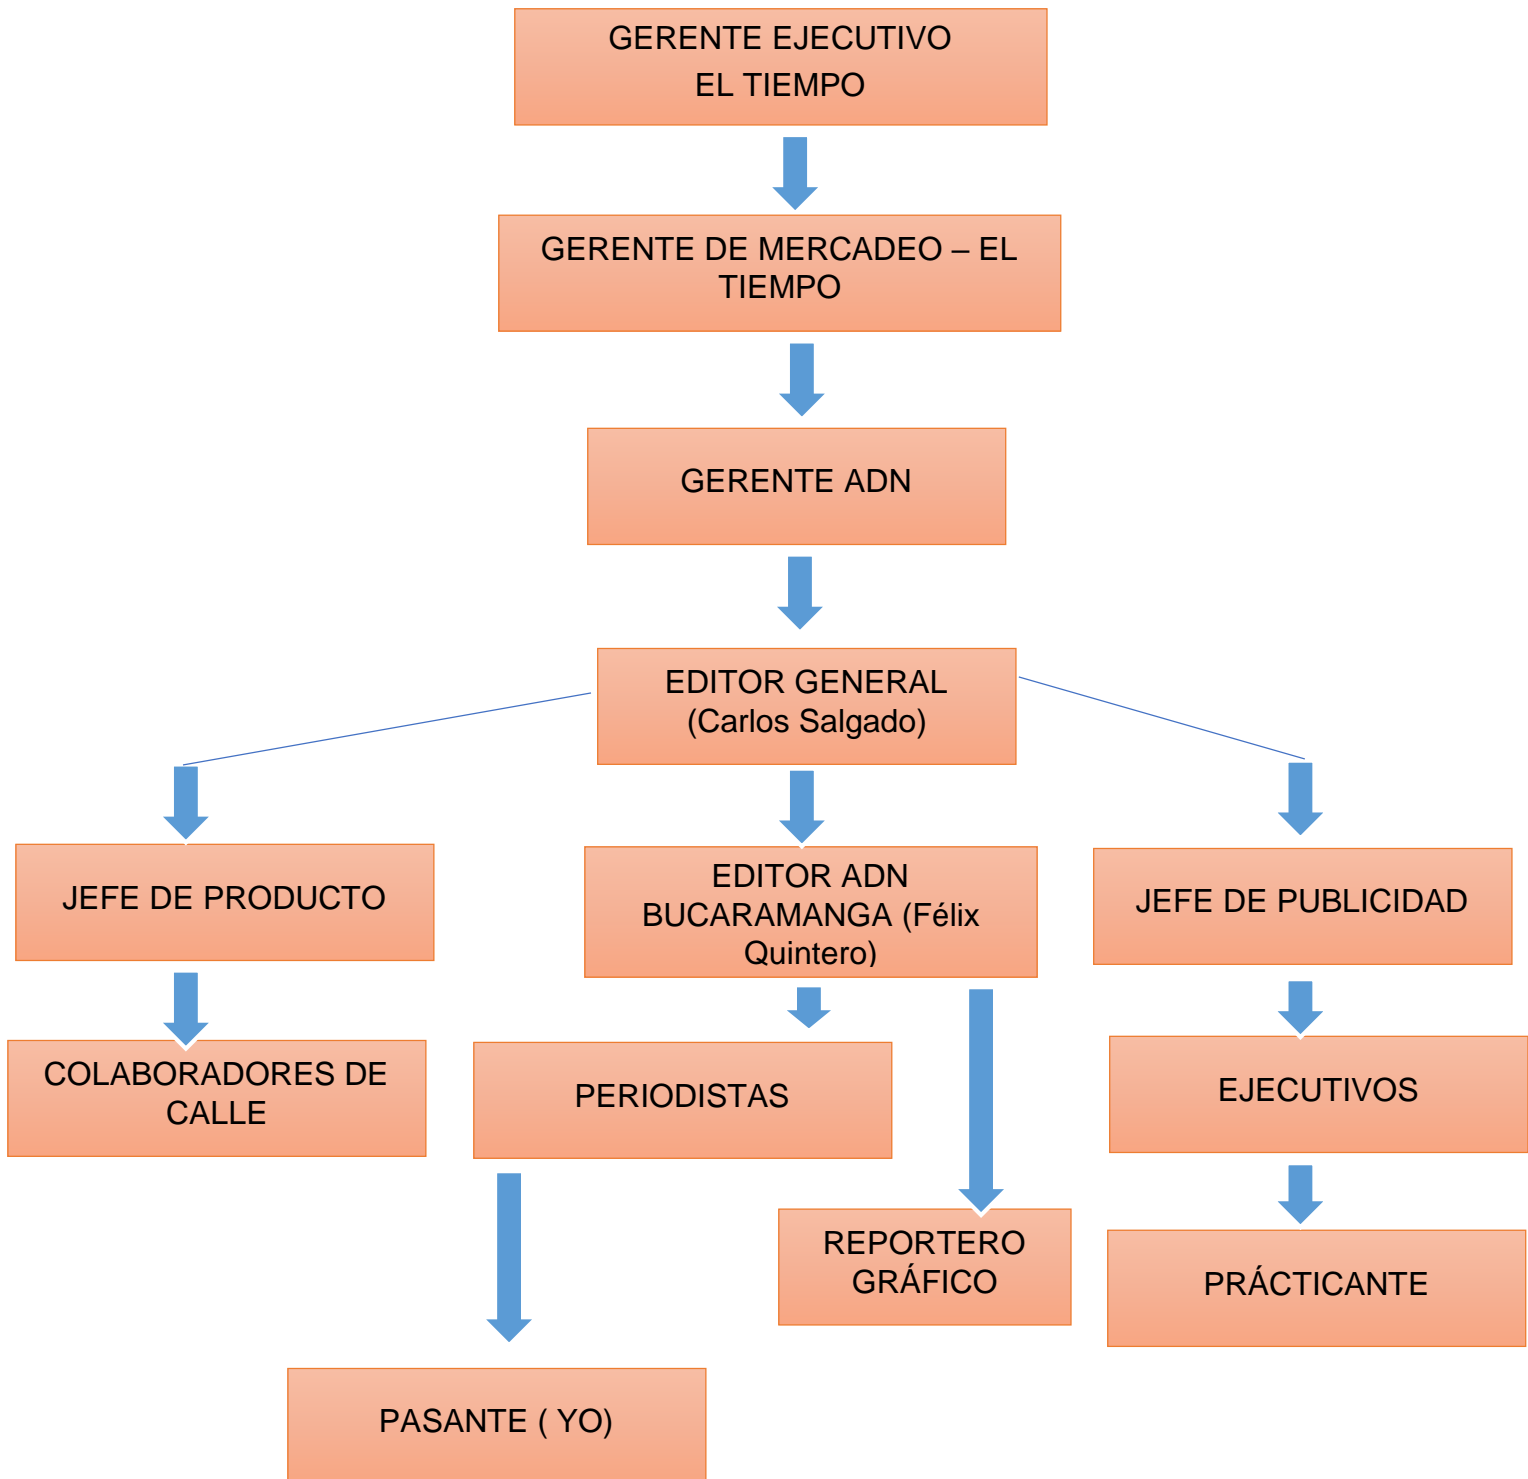 GERENTE EJECUTIVO
EL TIEMPO
GERENTE DE MERCADEO – EL
TIEMPO
GERENTE ADN
EDITOR GENERAL
(Carlos Salgado)
JEFE DE PRODUCTO
EDITOR ADN
BUCARAMANGA (Félix
Quintero)
JEFE DE PUBLICIDAD
COLABORADORES DE
CALLE
PERIODISTAS
EJECUTIVOS
REPORTERO
GRÁFICO
PRÁCTICANTE
PASANTE ( YO)